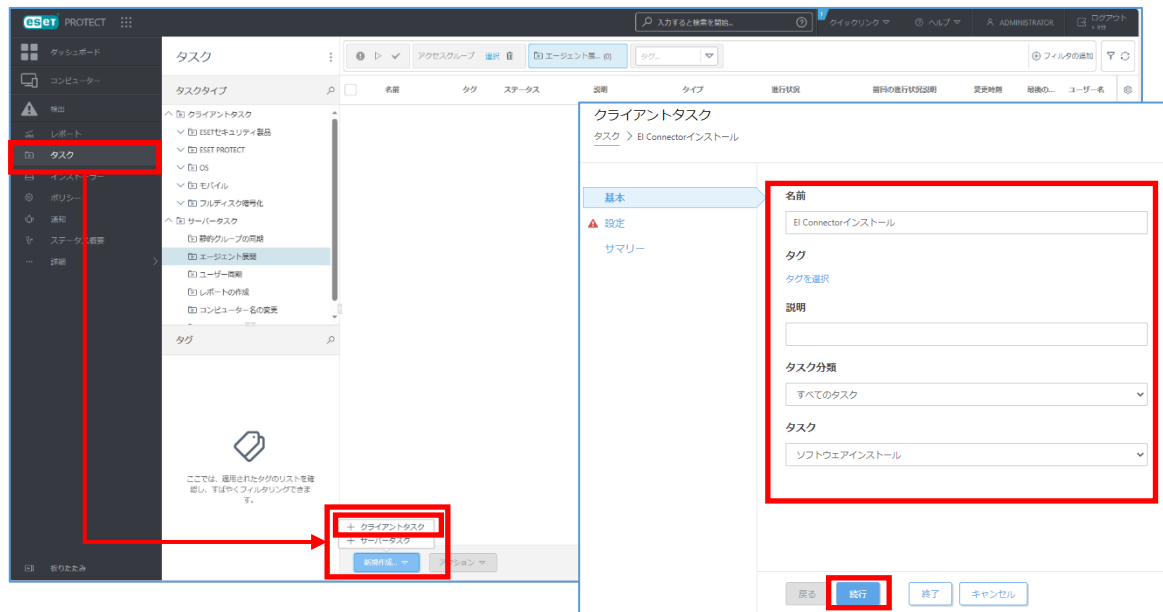 eset PROTECT
入力すると検索を開始...
クイックリンク
ヘルプ
ADMINISTRATOR
ログアウト
ダッシュボード
コンピューター
検出
レポート
タスク
インストーラー
ポリシー
通知
ステータス概要
詳細
折りたたみ
タスク
アクセスグループ 選択
エージェント展... (0)
タグ...
フィルタの追加
タスクタイプ
名前 タグ ステータス 説明 タイプ 進行状況 前回の進行状況説明 変更時間 最後の... ユーザー名
クライアントタスク
ESETセキュリティ製品
ESET PROTECT
OS
モバイル
フルディスク暗号化
サーバータスク
静的グループの同期
エージェント展開
ユーザー同期
レポートの作成
コンピューター名の変更
タグ
ここでは、適用されたタグのリストを確
認し、すばやくフィルタリングできま
す。
クライアントタスク
サーバータスク
新規作成...
アクション
クライアントタスク
タスク > EI Connectorインストール
基本
設定
サマリー
名前
EI Connectorインストール
タグ
タグを選択
説明
タスク分類
すべてのタスク
タスク
ソフトウェアインストール
戻る
続行
終了
キャンセル